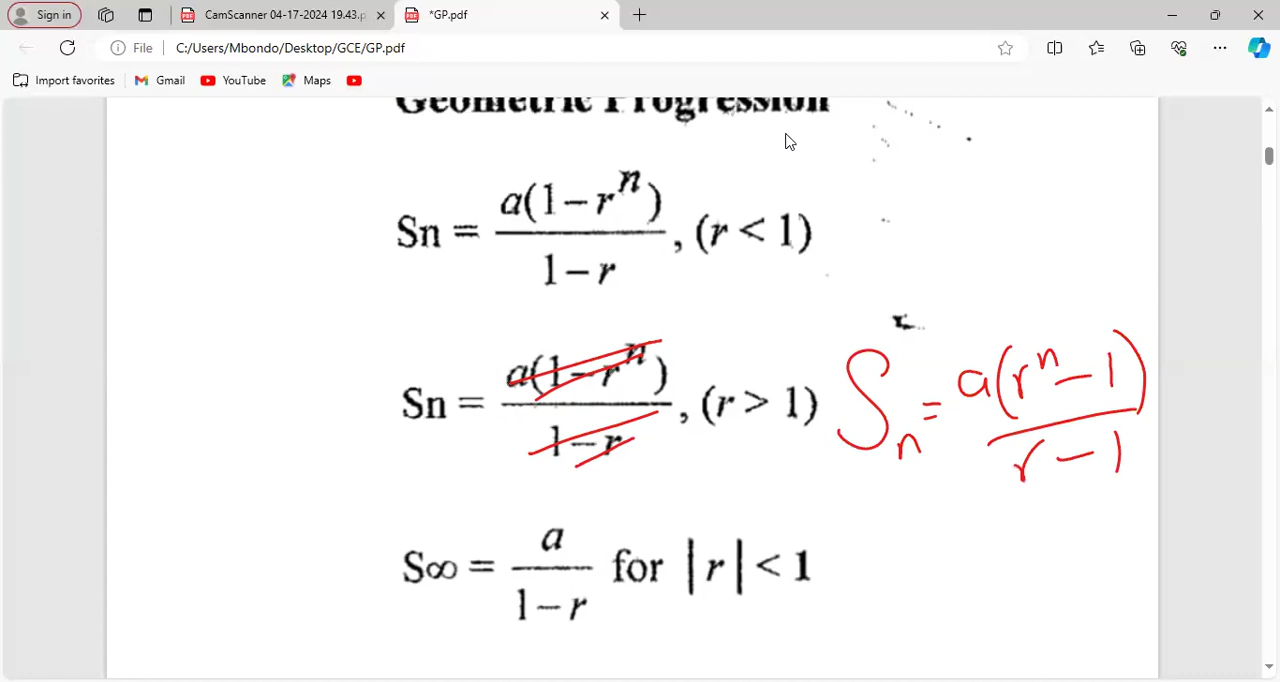 Sign in
CamScanner 04-17-2024 19.43.p
*GP.pdf
File
C:/Users/Mbondo/Desktop/GCE/GP.pdf
Import favorites
Gmail
YouTube
Maps
Geometric Progression
Sn = a(1-r^n) / 1-r , (r < 1)
Sn = a(1-r^n) / 1-r , (r > 1) S_n = a(r^n-1) / r-1
S∞ = a / 1-r for |r| < 1